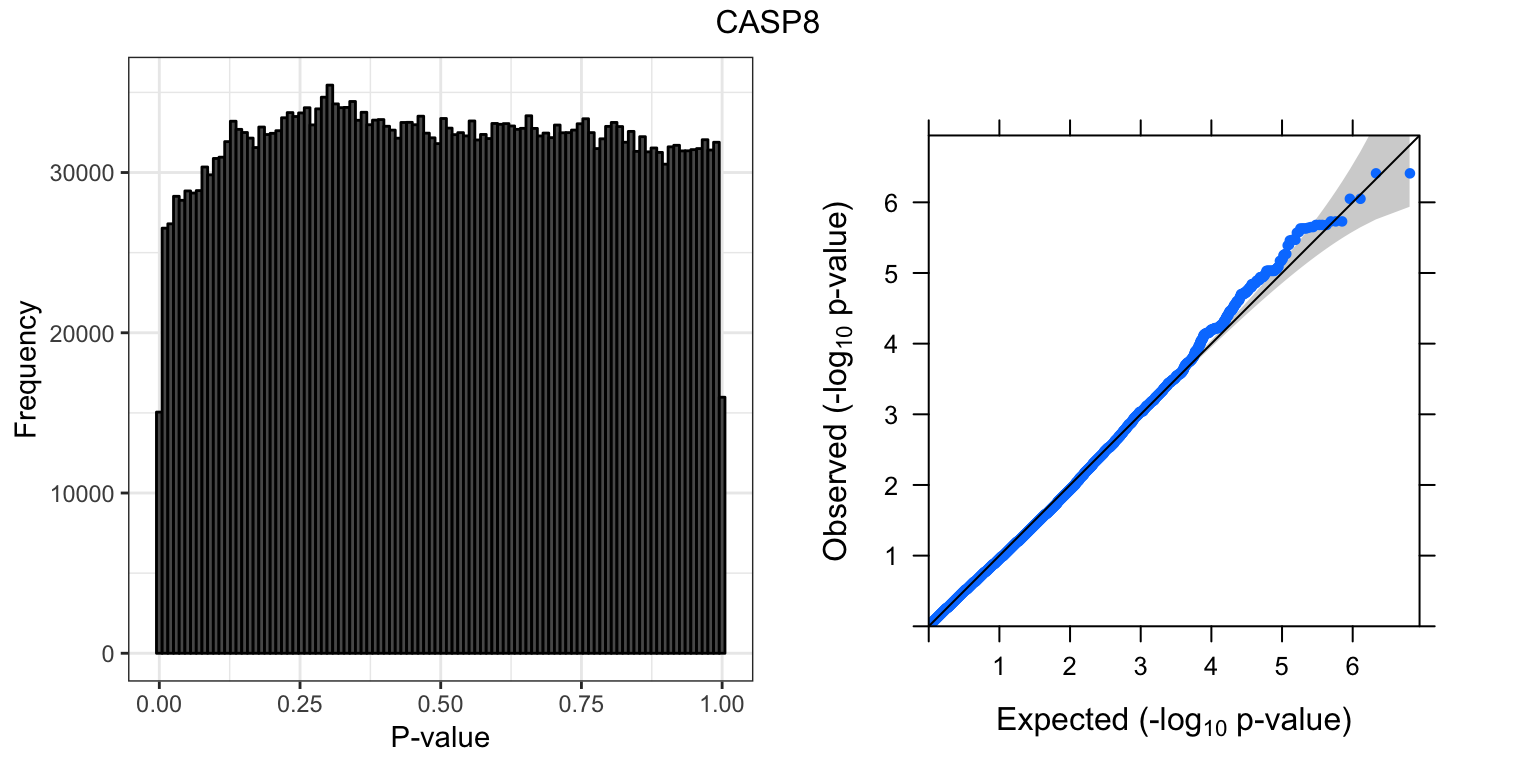 CASP8
Frequency
30000
20000
10000
0
0.00 0.25 0.50 0.75 1.00
P-value
Observed (-log10 p-value)
6
5
4
3
2
1
1 2 3 4 5 6
Expected (-log10 p-value)